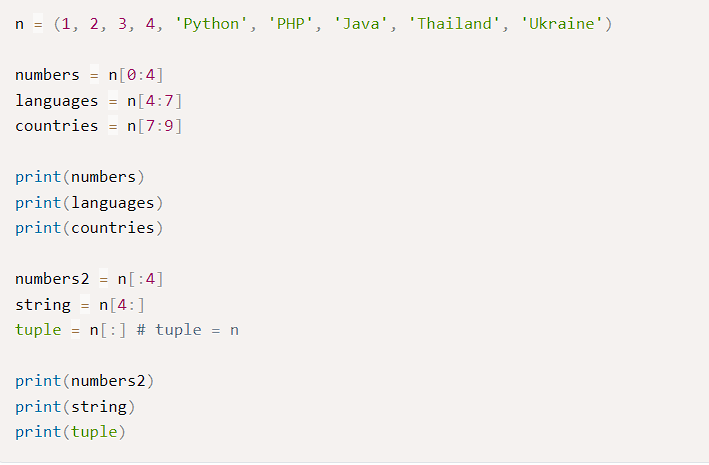 n = (1, 2, 3, 4, 'Python', 'PHP', 'Java', 'Thailand', 'Ukraine')
numbers = n[0:4]
languages = n[4:7]
countries = n[7:9]
print(numbers)
print(languages)
print(countries)
numbers2 = n[:4]
string = n[4:]
tuple = n[:] # tuple = n
print(numbers2)
print(string)
print(tuple)